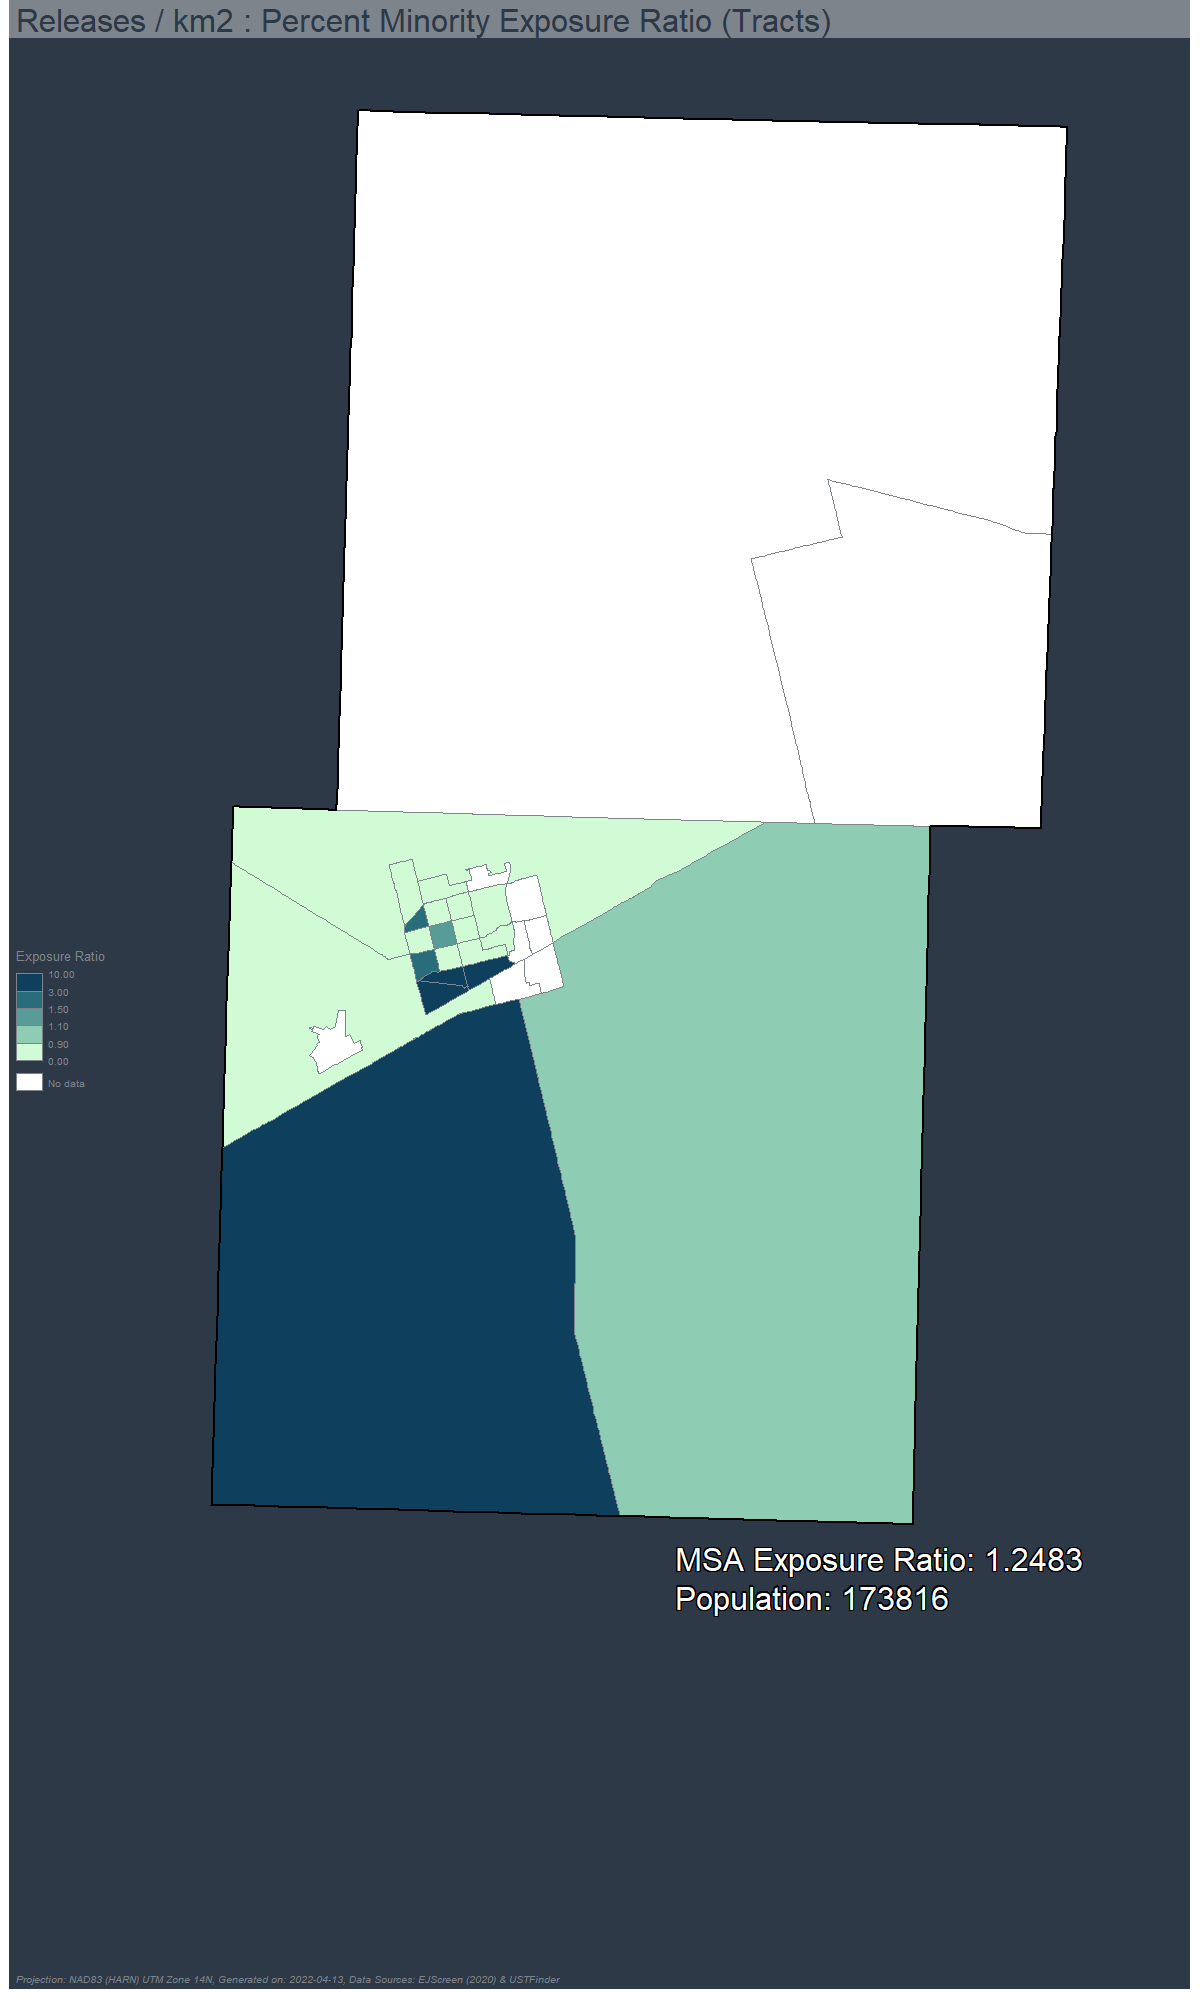 Releases / km2 : Percent Minority Exposure Ratio (Tracts)
Exposure Ratio
10.00
3.00
1.50
1.10
0.90
0.00
No data
MSA Exposure Ratio: 1.2483
Population: 173816
Projection: NAD83 (HARN) UTM Zone 14N, Generated on: 2022-04-13, Data Sources: EJScreen (2020) & USTFinder